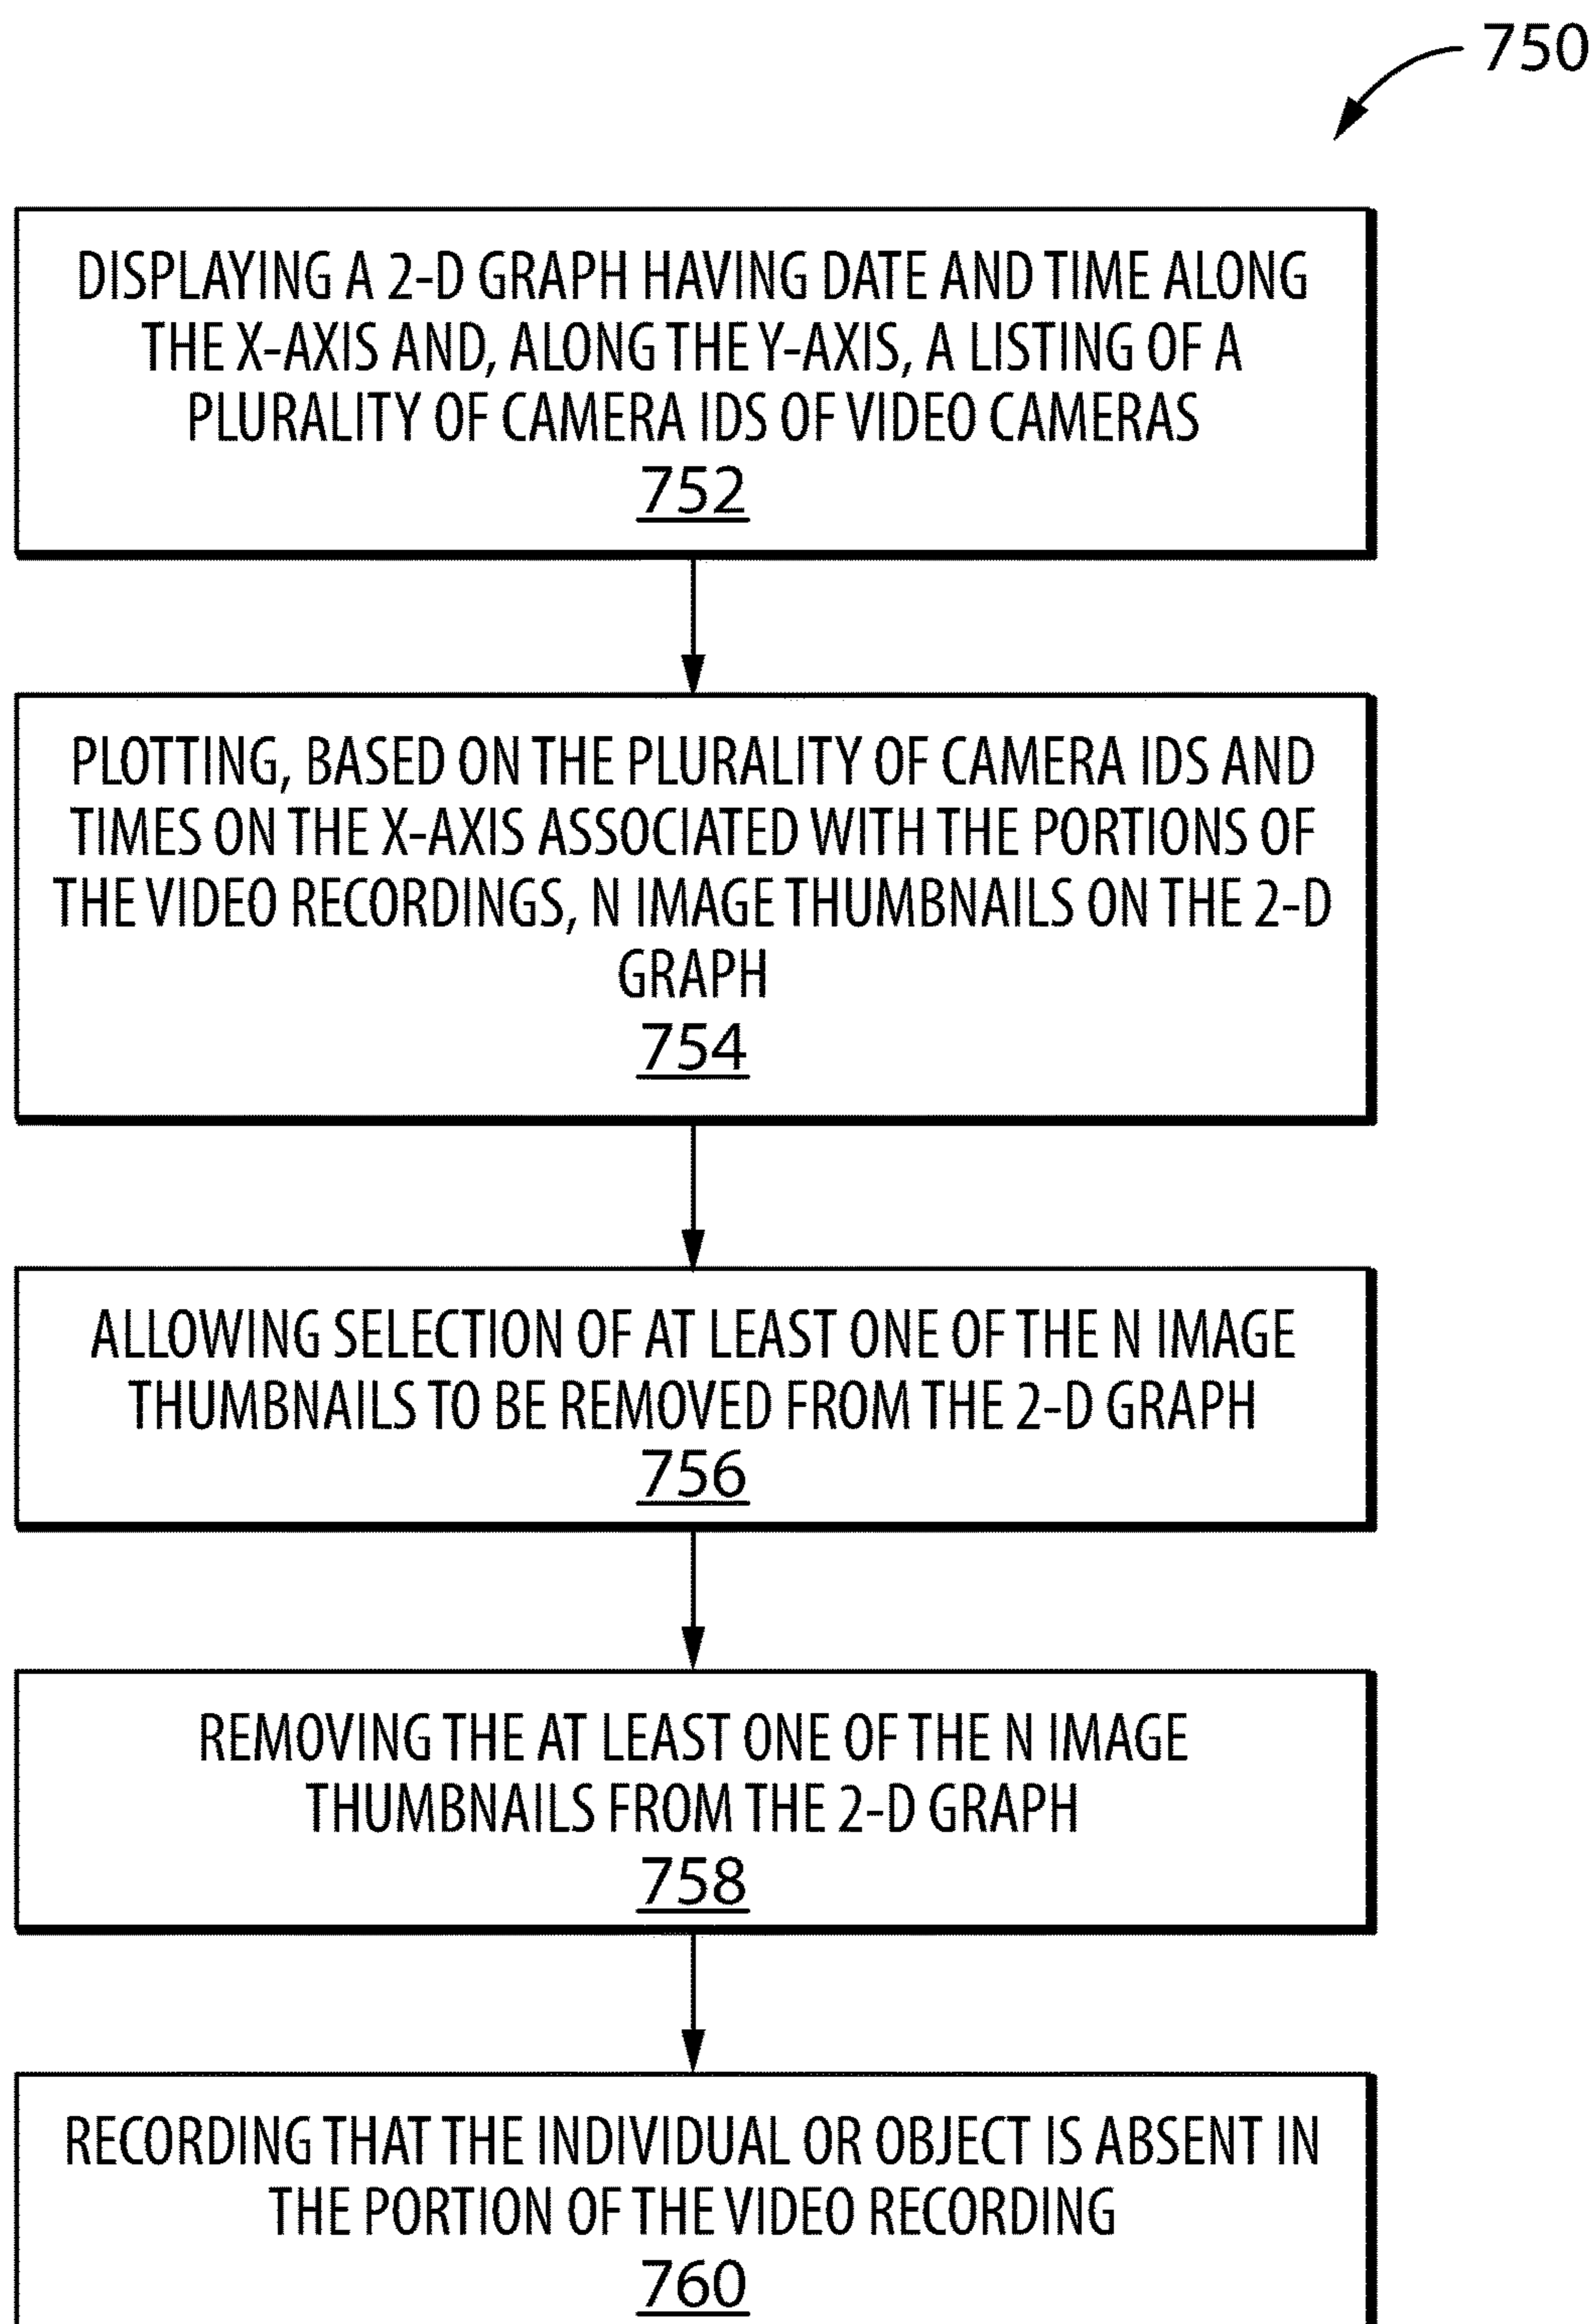 750
DISPLAYING A 2-D GRAPH HAVING DATE AND TIME ALONG
THE X-AXIS AND, ALONG THE Y-AXIS, A LISTING OF A
PLURALITY OF CAMERA IDS OF VIDEO CAMERAS
752
PLOTTING, BASED ON THE PLURALITY OF CAMERA IDS AND
TIMES ON THE X-AXIS ASSOCIATED WITH THE PORTIONS OF
THE VIDEO RECORDINGS, N IMAGE THUMBNAILS ON THE 2-D
GRAPH
754
ALLOWING SELECTION OF AT LEAST ONE OF THE N IMAGE
THUMBNAILS TO BE REMOVED FROM THE 2-D GRAPH
756
REMOVING THE AT LEAST ONE OF THE N IMAGE
THUMBNAILS FROM THE 2-D GRAPH
758
RECORDING THAT THE INDIVIDUAL OR OBJECT IS ABSENT IN
THE PORTION OF THE VIDEO RECORDING
760